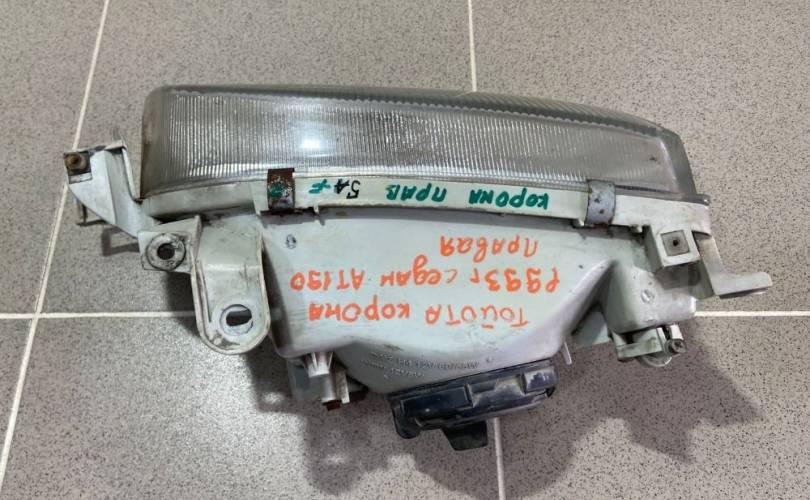 КОРОНА ПРАВ 5А-F
ТОЙОТА КОРОНА
1993г седан АТ190
правая